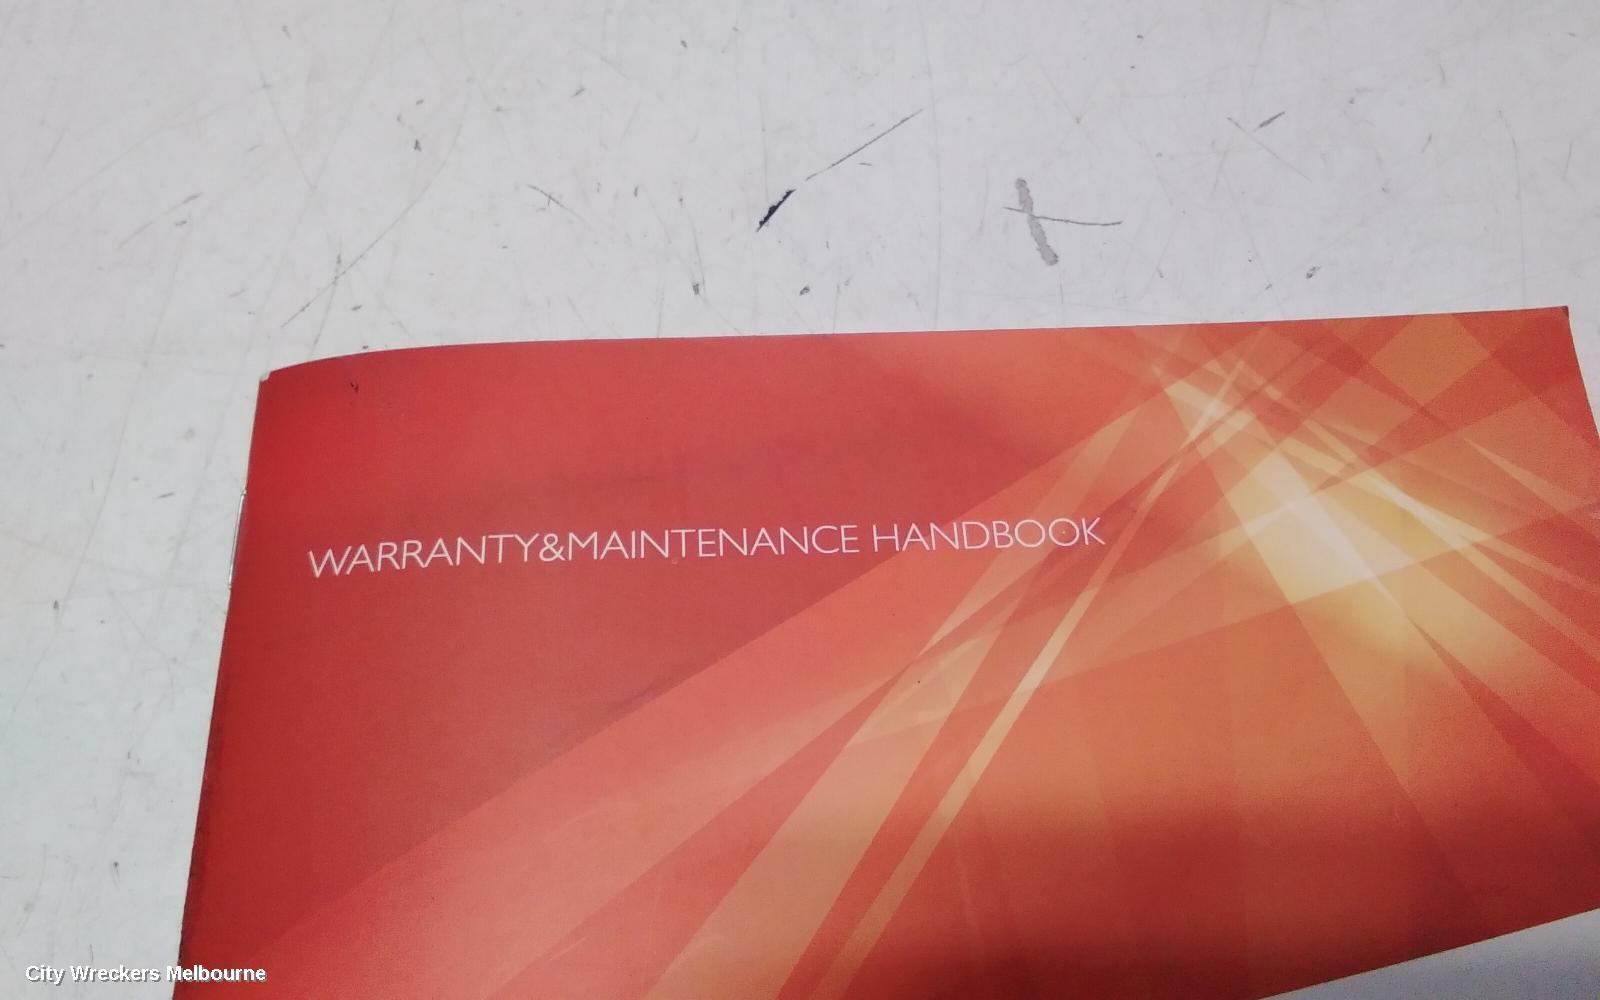 WARRANTY&MAINTENANCE HANDBOOK
City Wreckers Melbourne